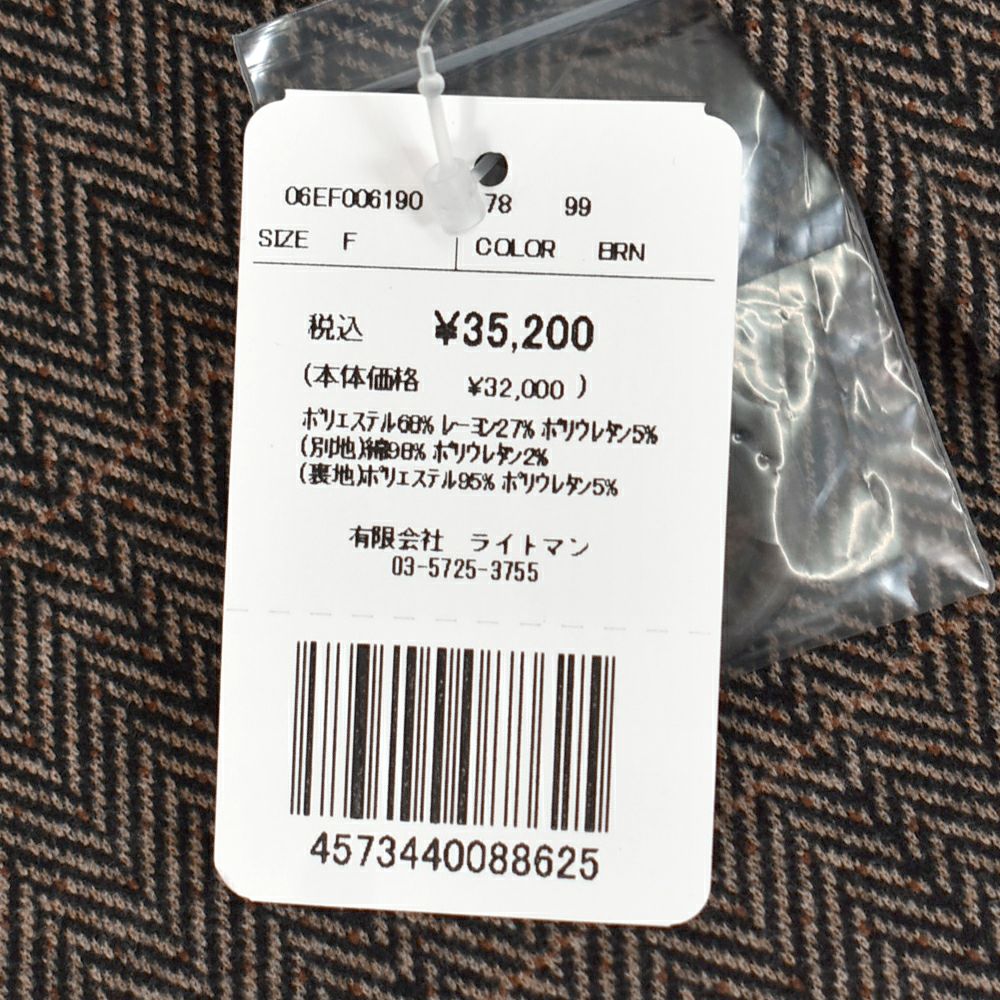 06EF006190 78 99
SIZE F COLOR BRN
税込 ¥35,200
(本体価格 ¥32,000 )
ポリエステル68% レーヨン27% ポリウレタン5%
(別地)綿98% ポリウレタン2%
(裏地)ポリエステル95% ポリウレタン5%
有限会社 ライトマン
03-5725-3755
4573440088625